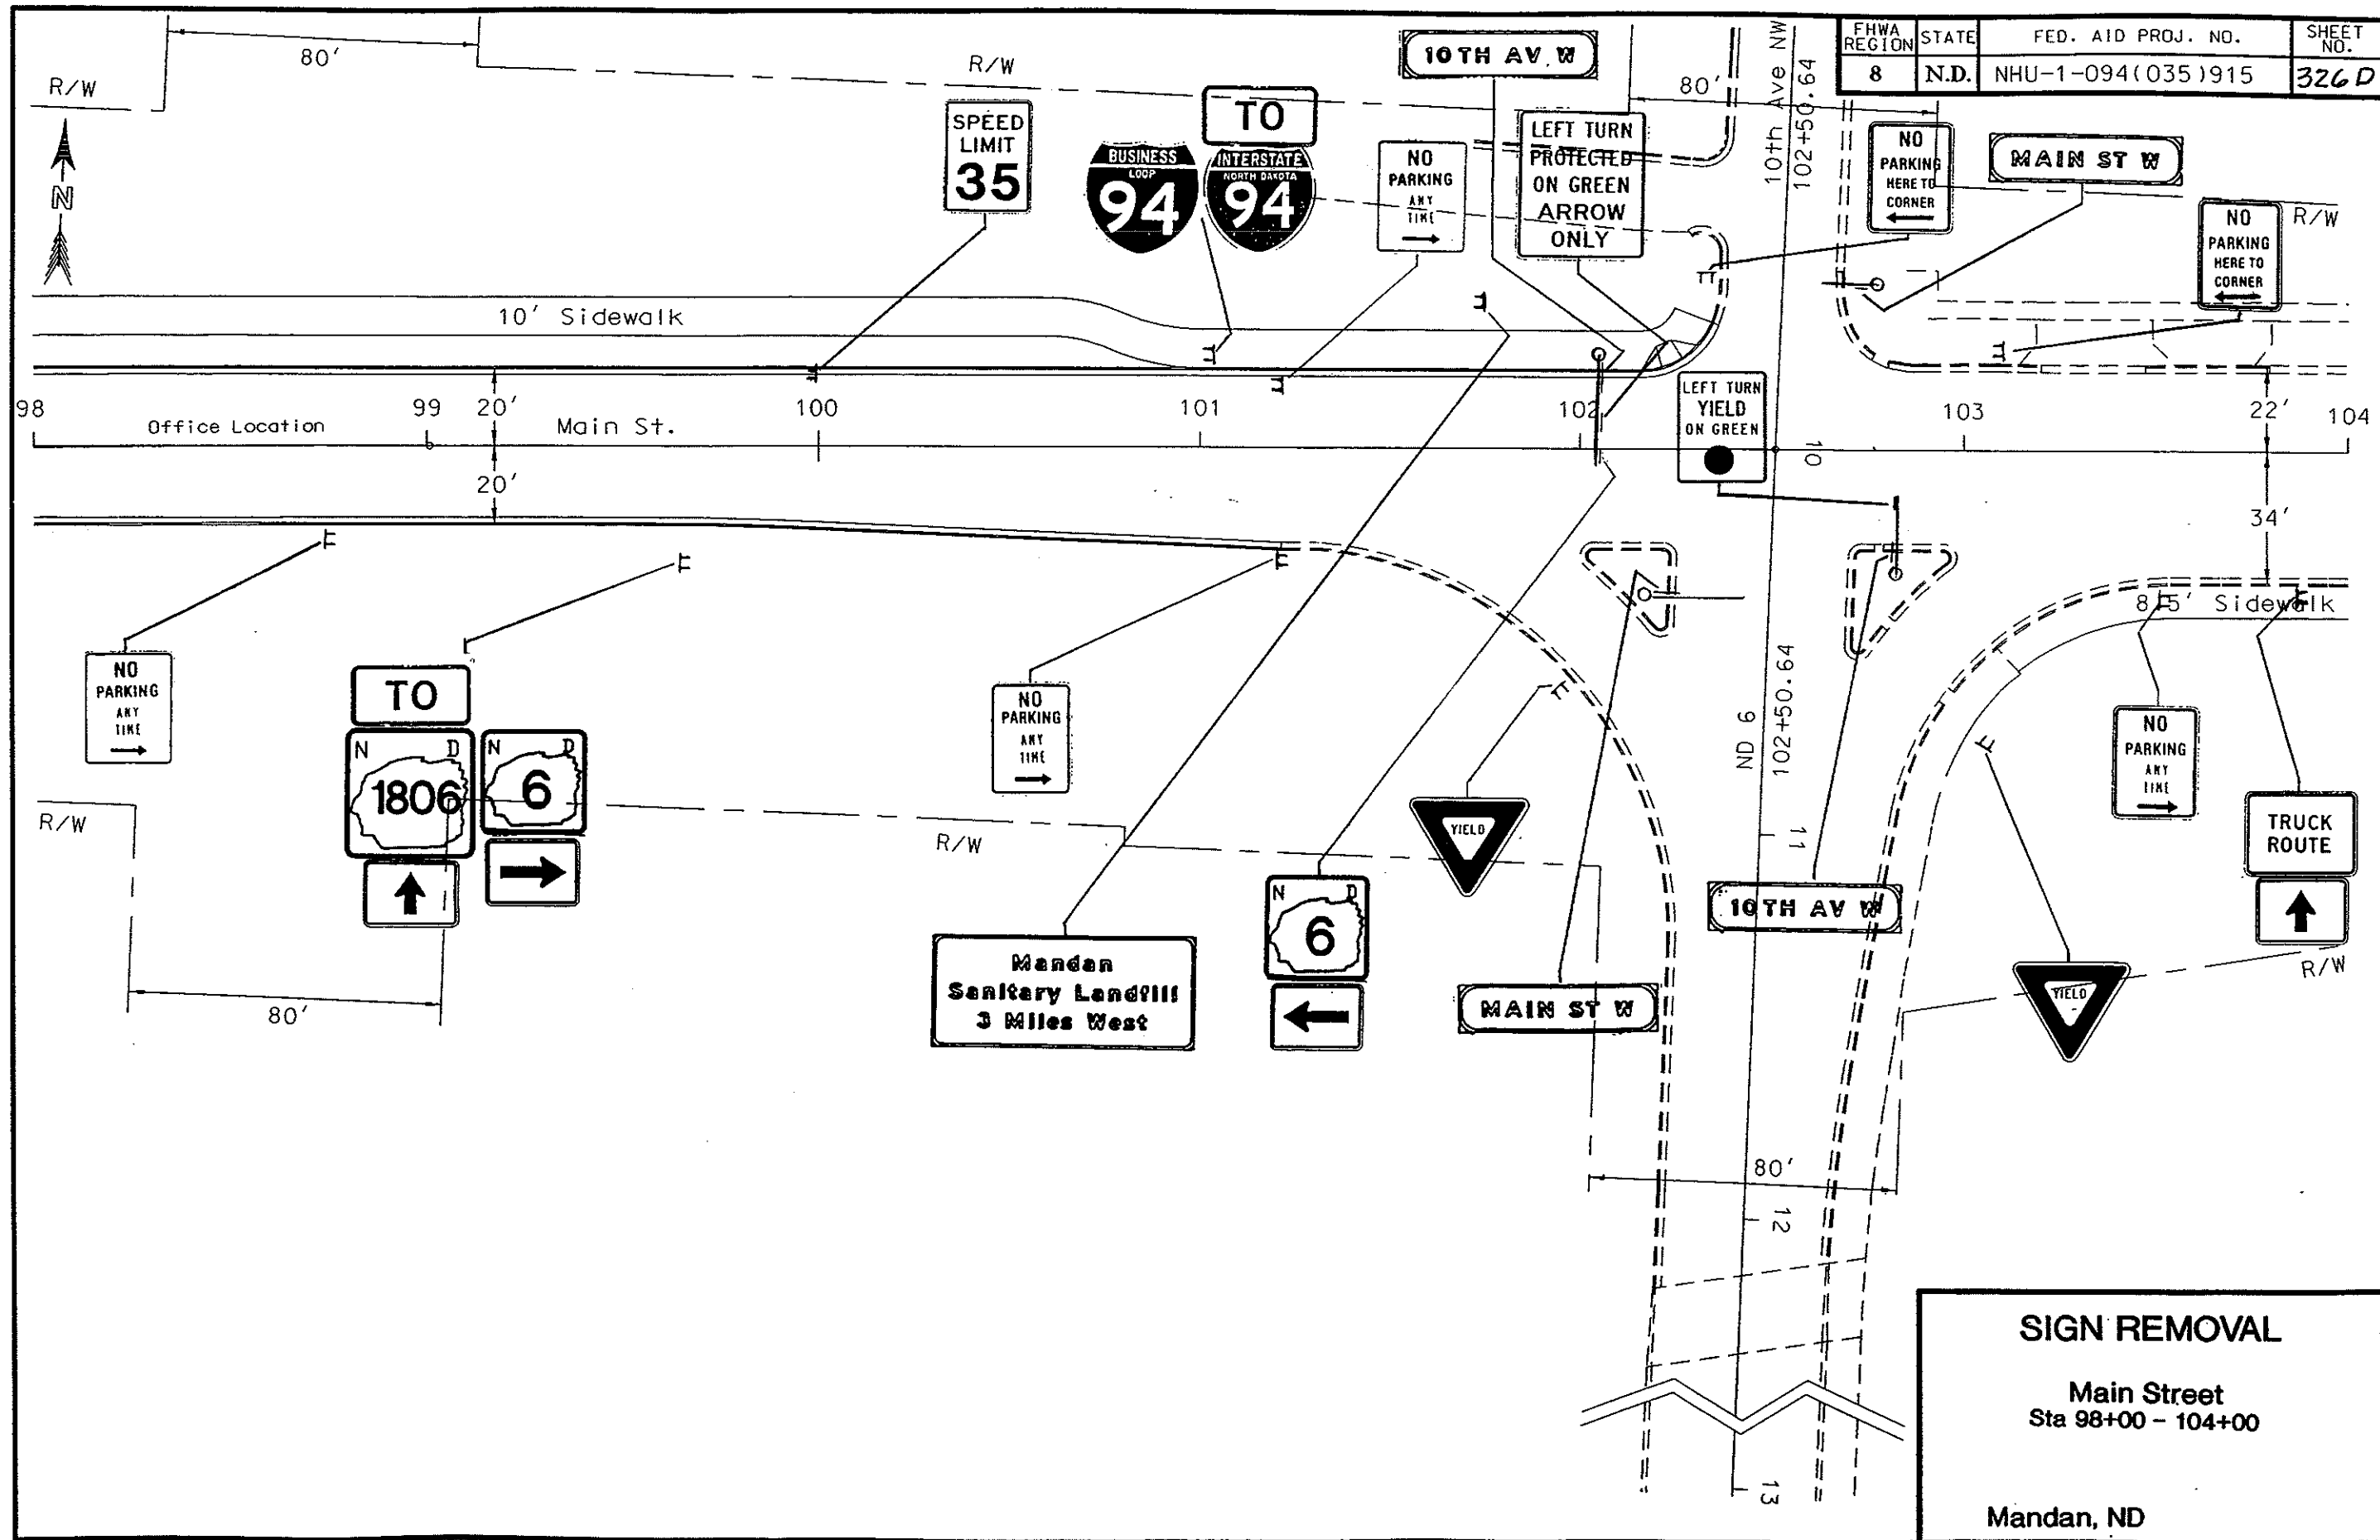 FHWA REGION STATE FED. AID PROJ. NO. SHEET NO.
8 N.D. NHU-1-094(035)915 326 D
80'
R/W
R/W
N
SPEED
LIMIT
35
TO
BUSINESS
LOOP
94
INTERSTATE
NORTH DAKOTA
94
NO
PARKING
ANY
TIME
10TH AV W
LEFT TURN
PROTECTED
ON GREEN
ARROW
ONLY
80'
10th Ave NW
102+50.64
NO
PARKING
HERE TO
CORNER
MAIN ST W
NO
PARKING
HERE TO
CORNER
R/W
10' Sidewalk
LEFT TURN
YIELD
ON GREEN
98 99 20' 100 101 102 103 22' 104
Office Location Main St.
10
20'
34'
8.5' Sidewalk
NO
PARKING
ANY
TIME
TO
N D
1806
N D
6
R/W
NO
PARKING
ANY
TIME
R/W
YIELD
ND 6
102+50.64
11
NO
PARKING
ANY
TIME
TRUCK
ROUTE
80'
Mandan
Sanitary Landfill
3 Miles West
N D
6
MAIN ST W
10TH AV W
YIELD
R/W
80'
12
13
SIGN REMOVAL
Main Street
Sta 98+00 - 104+00
Mandan, ND